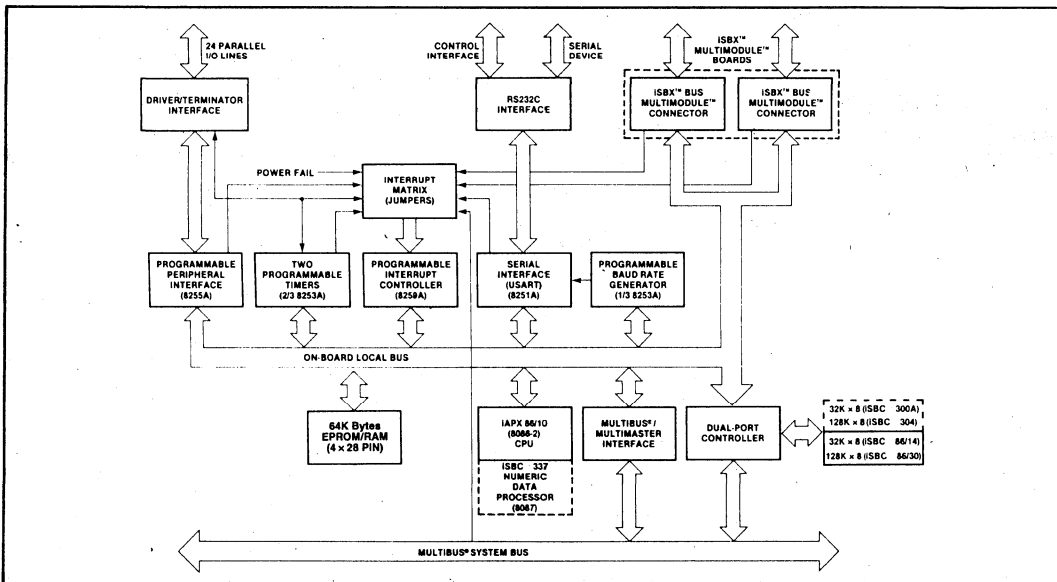 24 PARALLEL
I/O LINES
CONTROL
INTERFACE
SERIAL
DEVICE
iSBX™
MULTIMODULE™
BOARDS
DRIVER/TERMINATOR
INTERFACE
RS232C
INTERFACE
iSBX™ BUS
MULTIMODULE™
CONNECTOR
iSBX™ BUS
MULTIMODULE™
CONNECTOR
POWER FAIL
INTERRUPT
MATRIX
(JUMPERS)
PROGRAMMABLE
PERIPHERAL
INTERFACE
(8255A)
TWO
PROGRAMMABLE
TIMERS
(2/3 8253A)
PROGRAMMABLE
INTERRUPT
CONTROLLER
(8259A)
SERIAL
INTERFACE
(USART)
(8251A)
PROGRAMMABLE
BAUD RATE
GENERATOR
(1/3 8253A)
ON-BOARD LOCAL BUS
64K Bytes
EPROM/RAM
(4 × 28 PIN)
iAPX 86/10
(8086-2)
CPU
iSBC 337
NUMERIC
DATA
PROCESSOR
(8087)
MULTIBUS®/
MULTIMASTER
INTERFACE
DUAL-PORT
CONTROLLER
32K × 8 (iSBC 300A)
128K × 8 (iSBC 304)
32K × 8 (iSBC 86/14)
128K × 8 (iSBC 86/30)
MULTIBUS® SYSTEM BUS